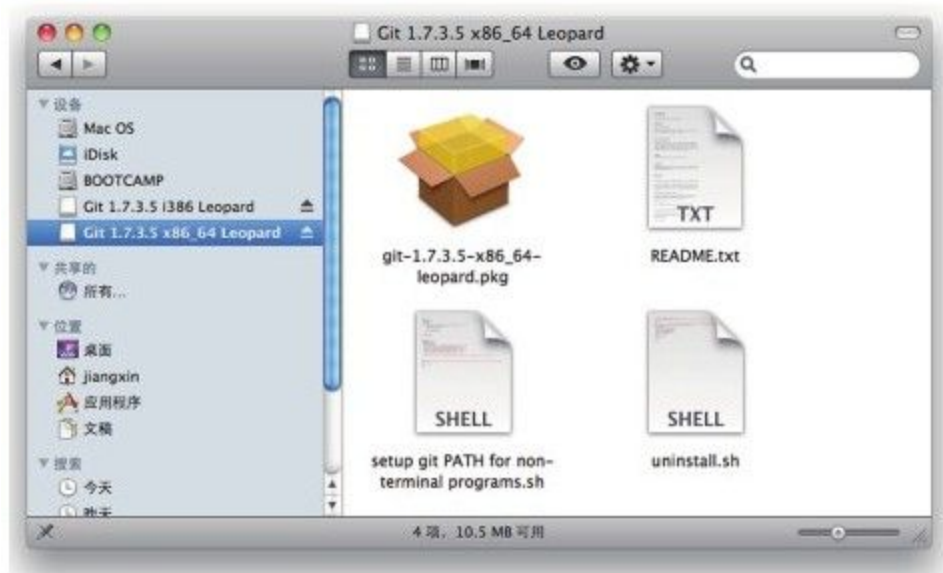 Git 1.7.3.5 x86_64 Leopard
设备
Mac OS
iDisk
BOOTCAMP
Git 1.7.3.5 i386 Leopard
Git 1.7.3.5 x86_64 Leopard
共享的
所有...
位置
桌面
jiangxin
应用程序
文稿
搜索
今天
昨天
TXT
git-1.7.3.5-x86_64-
leopard.pkg
README.txt
SHELL
SHELL
setup git PATH for non-
terminal programs.sh
uninstall.sh
4 项，10.5 MB 可用